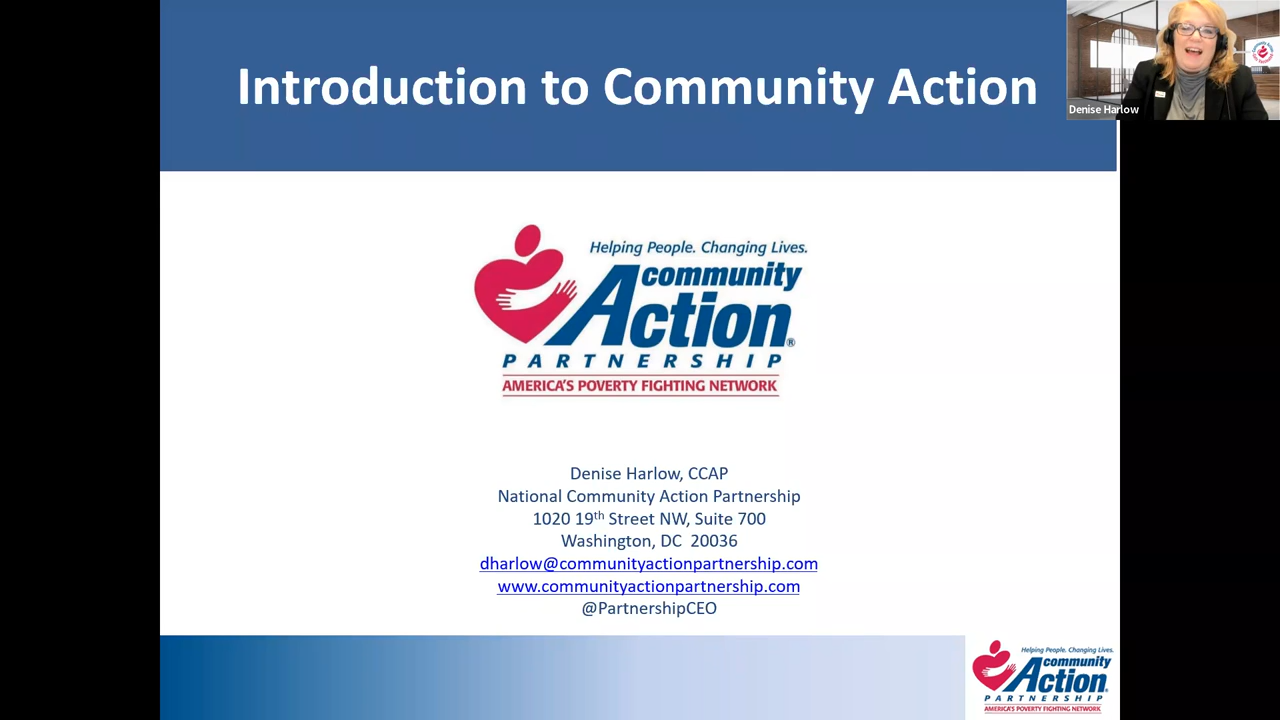 Introduction to Community Action
Denise Harlow
Helping People. Changing Lives.
community
Action®
PARTNERSHIP
AMERICA'S POVERTY FIGHTING NETWORK
Denise Harlow, CCAP
National Community Action Partnership
1020 19th Street NW, Suite 700
Washington, DC 20036
dharlow@communityactionpartnership.com
www.communityactionpartnership.com
@PartnershipCEO
Helping People. Changing Lives.
community
Action®
PARTNERSHIP
AMERICA'S POVERTY FIGHTING NETWORK